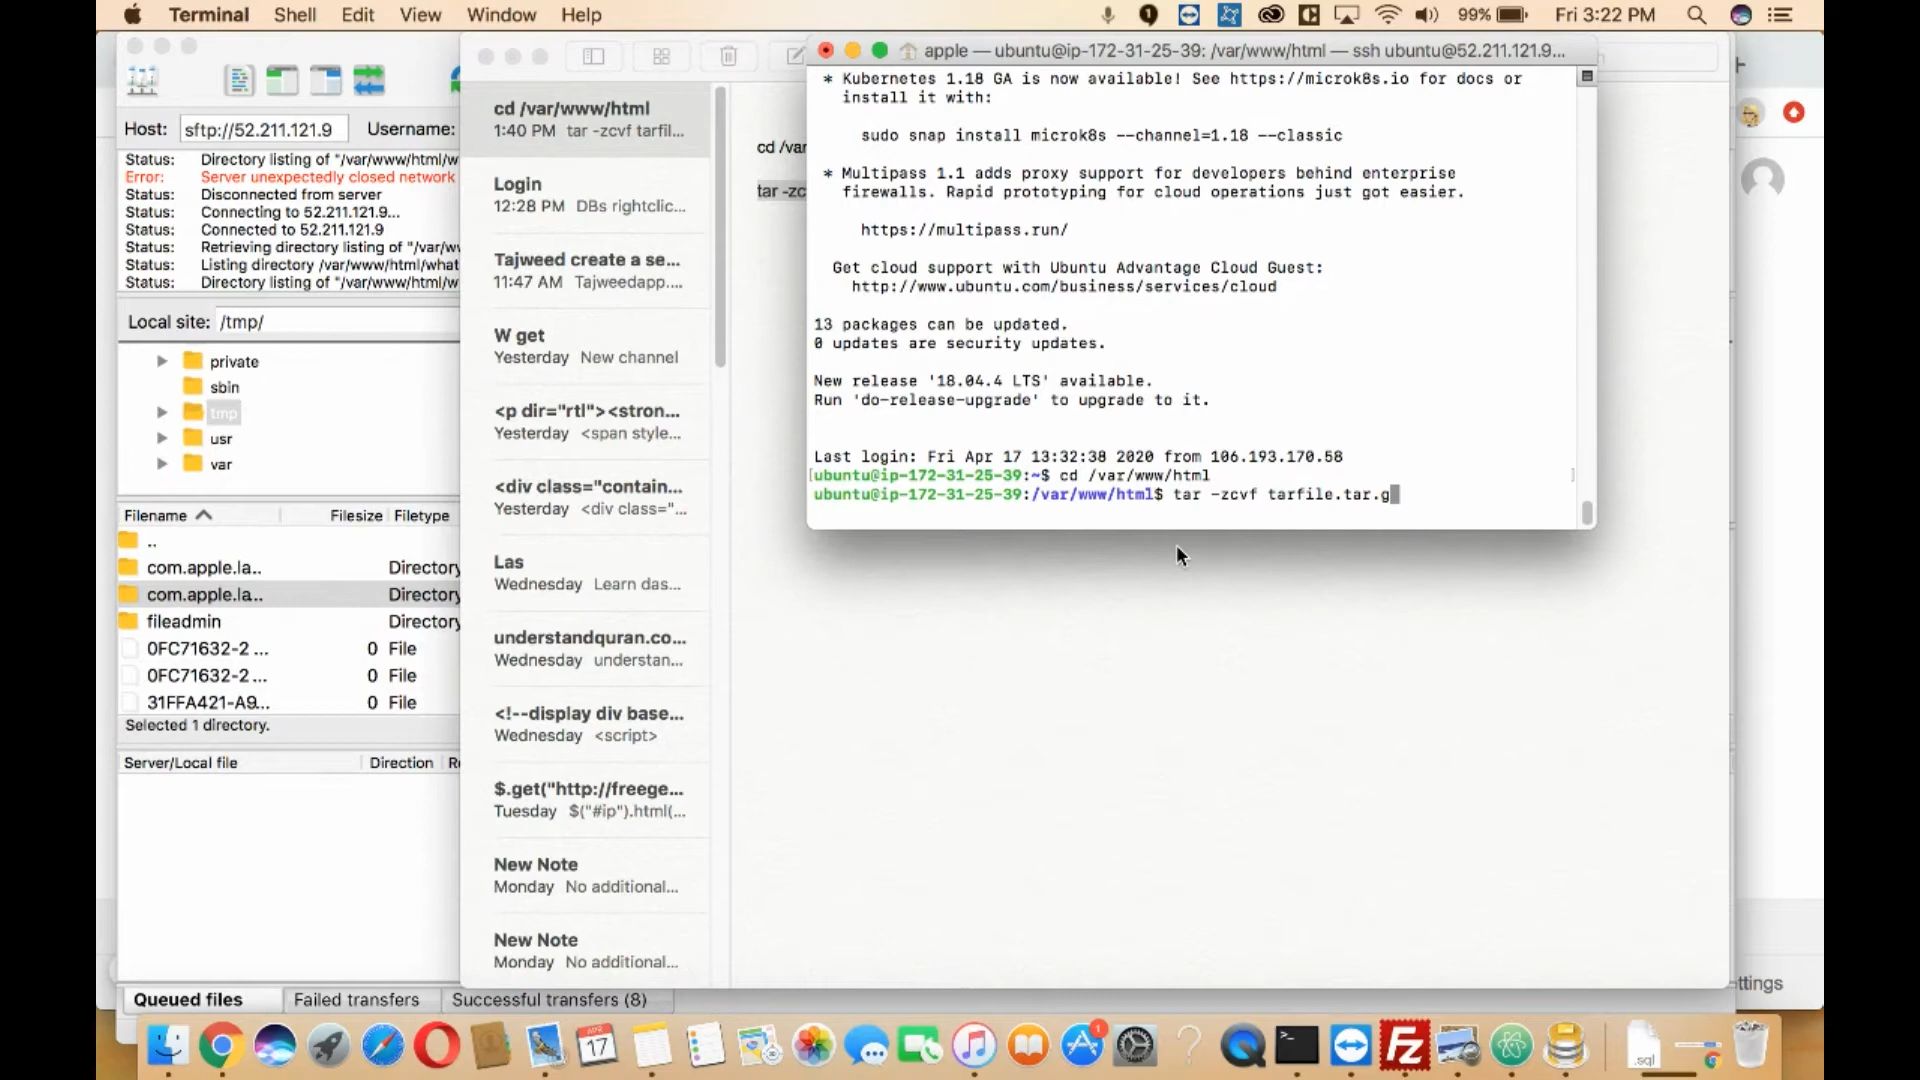 Terminal Shell Edit View Window Help 99% Fri 3:22 PM
apple — ubuntu@ip-172-31-25-39: /var/www/html — ssh ubuntu@52.211.121.9...
* Kubernetes 1.18 GA is now available! See https://microk8s.io for docs or
install it with:
sudo snap install microk8s --channel=1.18 --classic
* Multipass 1.1 adds proxy support for developers behind enterprise
firewalls. Rapid prototyping for cloud operations just got easier.
https://multipass.run/
Get cloud support with Ubuntu Advantage Cloud Guest:
http://www.ubuntu.com/business/services/cloud
13 packages can be updated.
0 updates are security updates.
New release '18.04.4 LTS' available.
Run 'do-release-upgrade' to upgrade to it.
Last login: Fri Apr 17 13:32:38 2020 from 106.193.170.58
[ubuntu@ip-172-31-25-39:~$ cd /var/www/html ]
ubuntu@ip-172-31-25-39:/var/www/html$ tar -zcvf tarfile.tar.g
Host: sftp://52.211.121.9 Username:
Status: Directory listing of "/var/www/html/w
Error: Server unexpectedly closed network
Status: Disconnected from server
Status: Connecting to 52.211.121.9...
Status: Connected to 52.211.121.9
Status: Retrieving directory listing of "/var/w
Status: Listing directory /var/www/html/what
Status: Directory listing of "/var/www/html/w
Local site: /tmp/
private
sbin
tmp
usr
var
Filename Filesize Filetype
..
com.apple.la.. Directory
com.apple.la... Directory
fileadmin Directory
0FC71632-2 ... 0 File
0FC71632-2 ... 0 File
31FFA421-A9... 0 File
Selected 1 directory.
Server/Local file Direction
Queued files Failed transfers Successful transfers (8)
cd /var/www/html
1:40 PM tar -zcvf tarfil...
Login
12:28 PM DBs rightclic...
Tajweed create a se...
11:47 AM Tajweedapp....
W get
Yesterday New channel
<p dir="rtl"><stron...
Yesterday <span style...
<div class="contain...
Yesterday <div class="...
Las
Wednesday Learn das...
understandquran.co...
Wednesday understan...
<!--display div base...
Wednesday <script>
$.get("http://freege...
Tuesday $("#ip").html(...
New Note
Monday No additional...
New Note
Monday No additional...
cd /var
tar -zc
ttings
APR
17
1
.sql